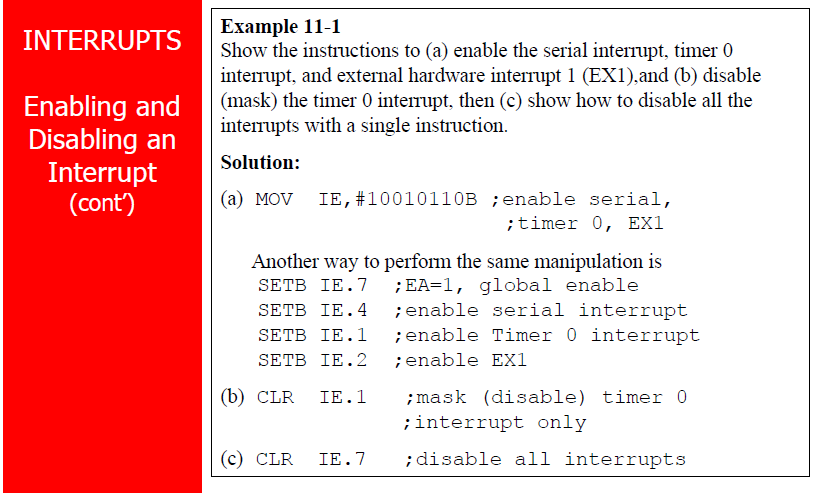 INTERRUPTS
Enabling and
Disabling an
Interrupt
(cont’)
Example 11-1
Show the instructions to (a) enable the serial interrupt, timer 0
interrupt, and external hardware interrupt 1 (EX1),and (b) disable
(mask) the timer 0 interrupt, then (c) show how to disable all the
interrupts with a single instruction.
Solution:
(a) MOV IE,#10010110B ;enable serial,
;timer 0, EX1
Another way to perform the same manipulation is
SETB IE.7 ;EA=1, global enable
SETB IE.4 ;enable serial interrupt
SETB IE.1 ;enable Timer 0 interrupt
SETB IE.2 ;enable EX1
(b) CLR IE.1 ;mask (disable) timer 0
;interrupt only
(c) CLR IE.7 ;disable all interrupts